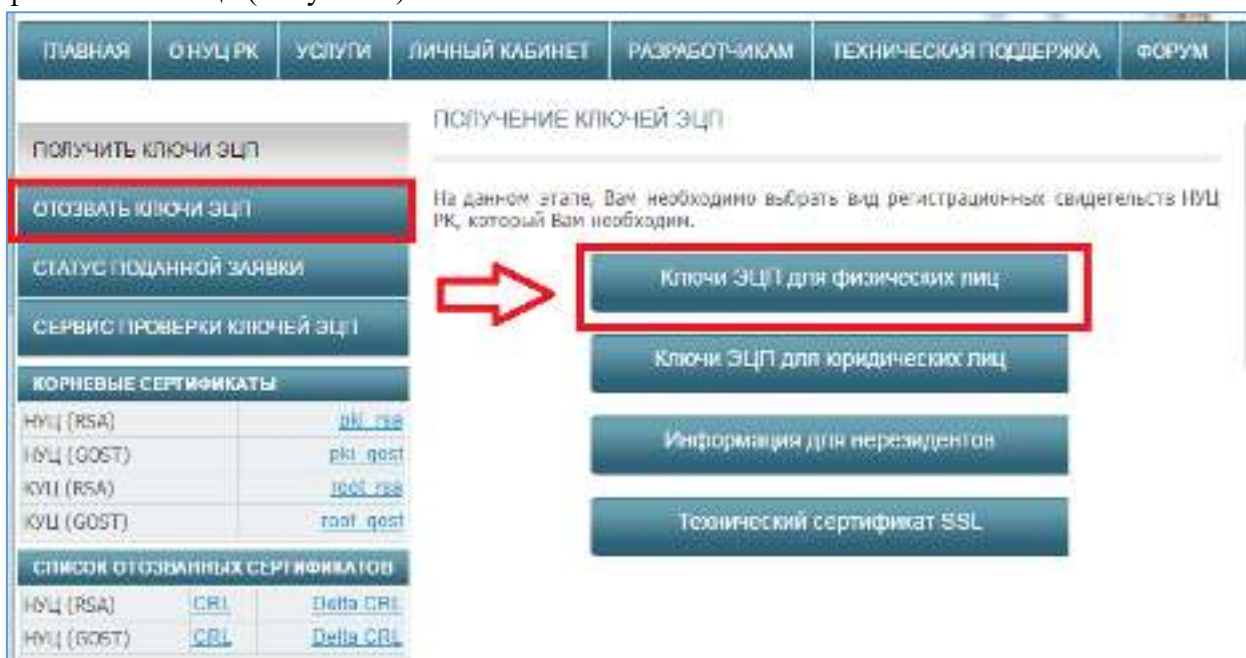 ГЛАВНАЯ О НУЦ РК УСЛУГИ ЛИЧНЫЙ КАБИНЕТ РАЗРАБОТЧИКАМ ТЕХНИЧЕСКАЯ ПОДДЕРЖКА ФОРУМ
ПОЛУЧИТЬ КЛЮЧИ ЭЦП
ОТОЗВАТЬ КЛЮЧИ ЭЦП
СТАТУС ПОДАННОЙ ЗАЯВКИ
СЕРВИС ПРОВЕРКИ КЛЮЧЕЙ ЭЦП
КОРНЕВЫЕ СЕРТИФИКАТЫ
НУЦ (RSA) pki_rsa
НУЦ (GOST) pki_gost
КУЦ (RSA) root_rsa
КУЦ (GOST) root_gost
СПИСОК ОТОЗВАННЫХ СЕРТИФИКАТОВ
НУЦ (RSA) CRL Delta CRL
НУЦ (GOST) CRL Delta CRL
ПОЛУЧЕНИЕ КЛЮЧЕЙ ЭЦП
На данном этапе, Вам необходимо выбрать вид регистрационных свидетельств НУЦ
РК, который Вам необходим.
Ключи ЭЦП для физических лиц
Ключи ЭЦП для юридических лиц
Информация для нерезидентов
Технический сертификат SSL